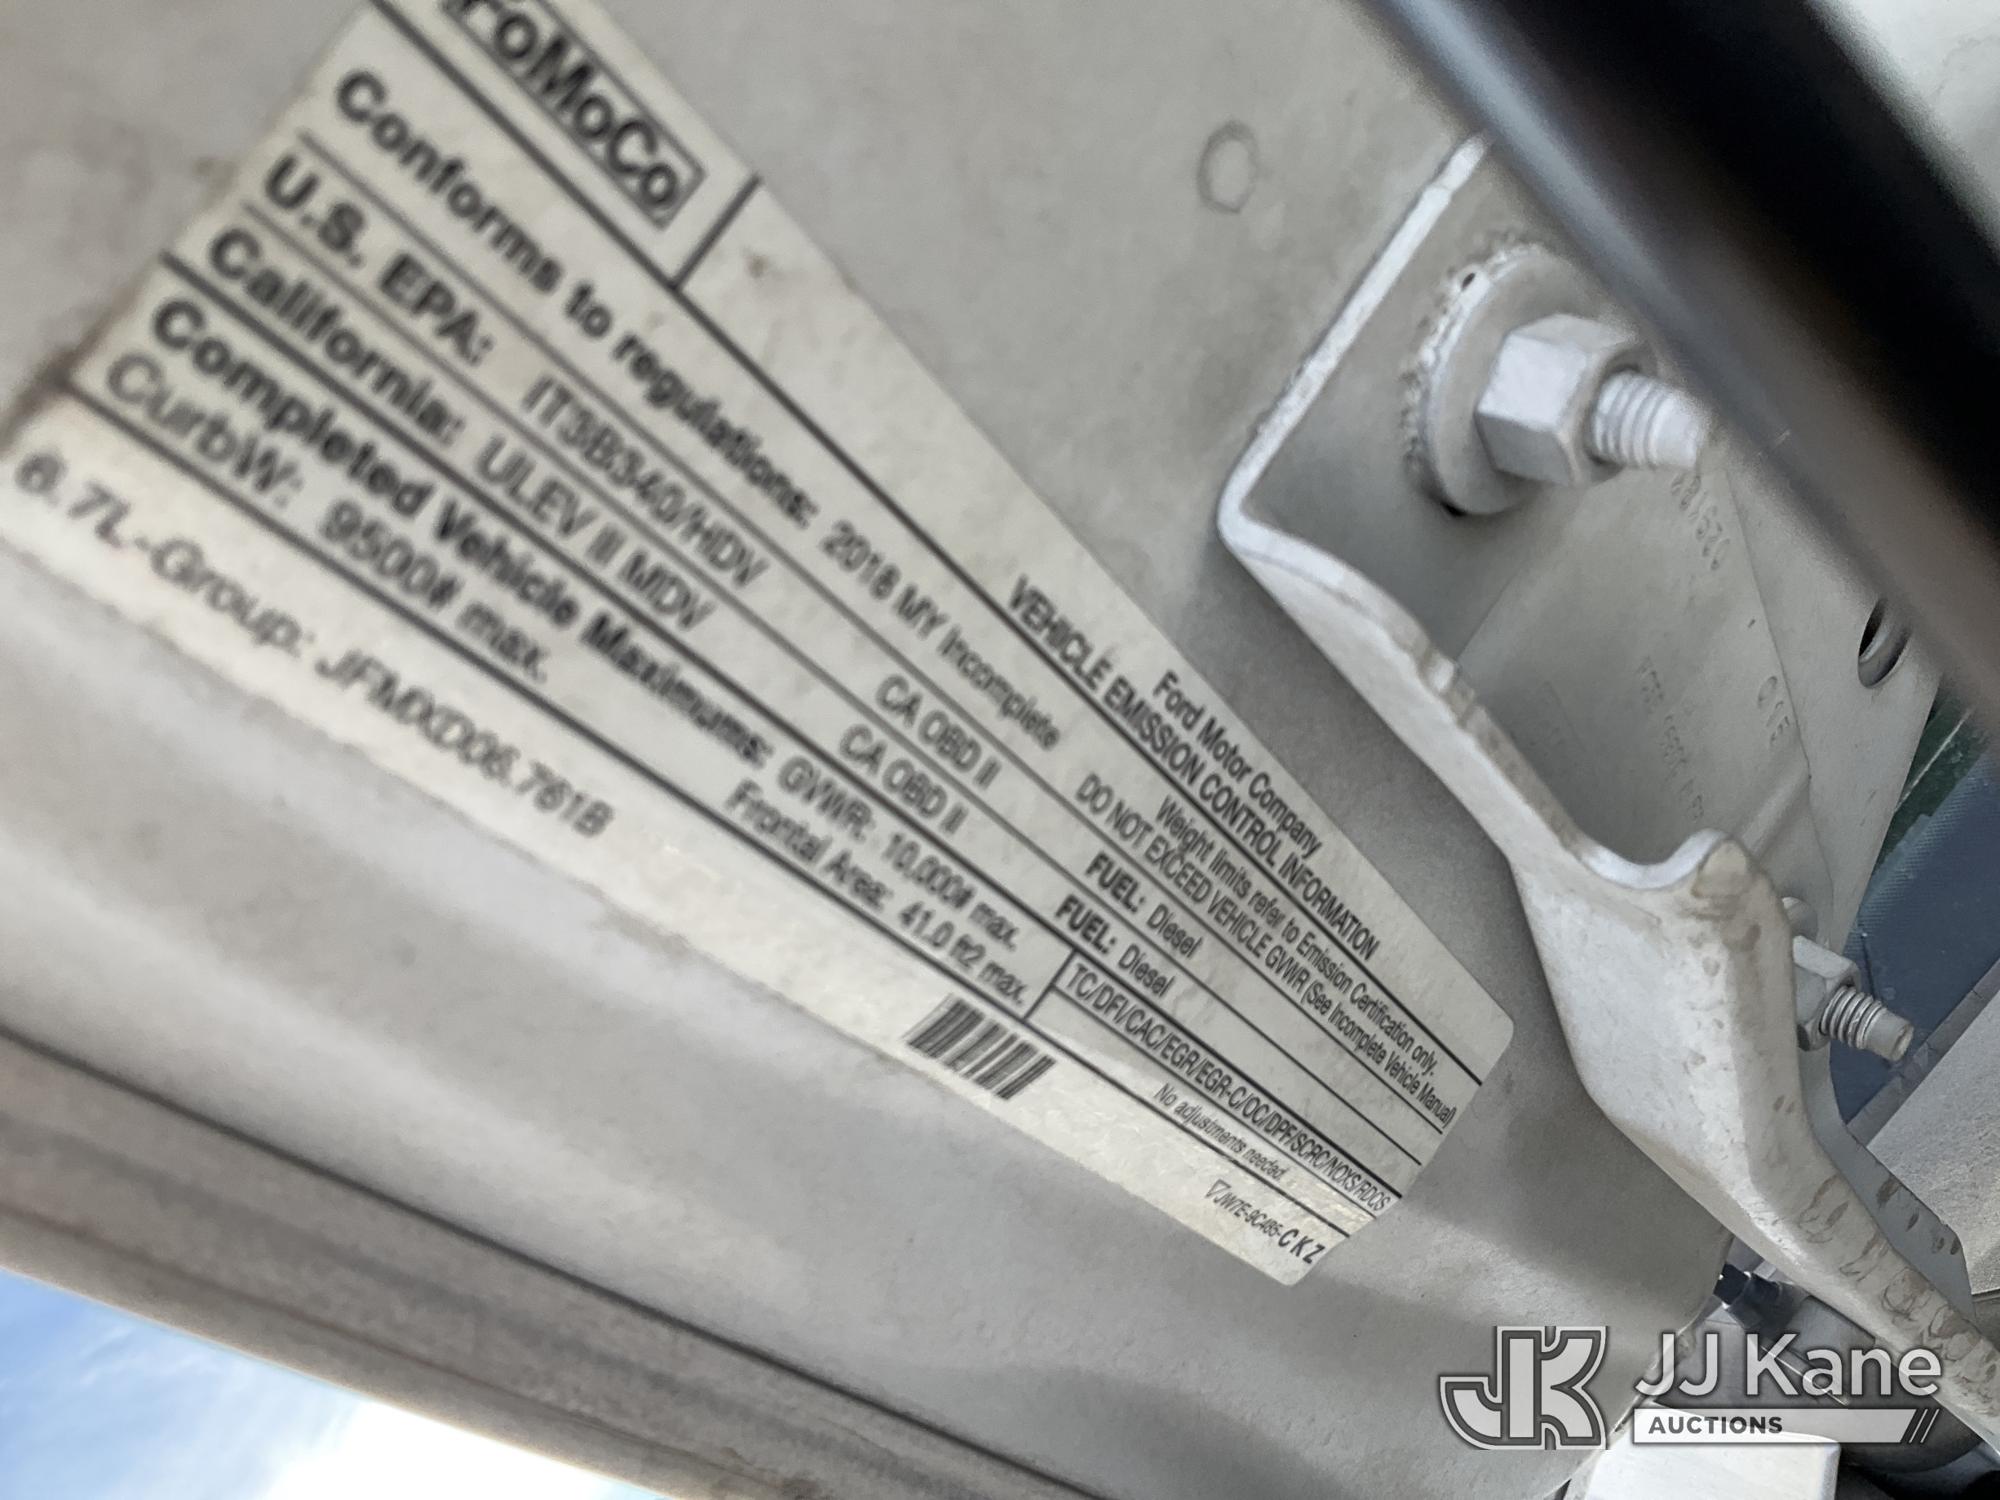 FoMoCo
Ford Motor Company
VEHICLE EMISSION CONTROL INFORMATION
Conforms to regulations: 2018 MY Incomplete
Weight limits refer to Emission Certification only.
DO NOT EXCEED VEHICLE GVWR (See Incomplete Vehicle Manual)
U.S. EPA: IT3B340/HDV CA OBD II FUEL: Diesel
California: ULEV II MDV CA OBD II FUEL: Diesel
Completed Vehicle Maximums: GVWR: 10,000# max.
CurbW: 9500# max. Frontal Area: 41.0 ft2 max.
TC/DFI/CAC/EGR/EGR-C/OC/DPF/SCRC/NOXS/RDQS
No adjustments needed.
6.7L-Group: JFMXD06.761B
JW7E-9C485-CKZ
JJ Kane
AUCTIONS